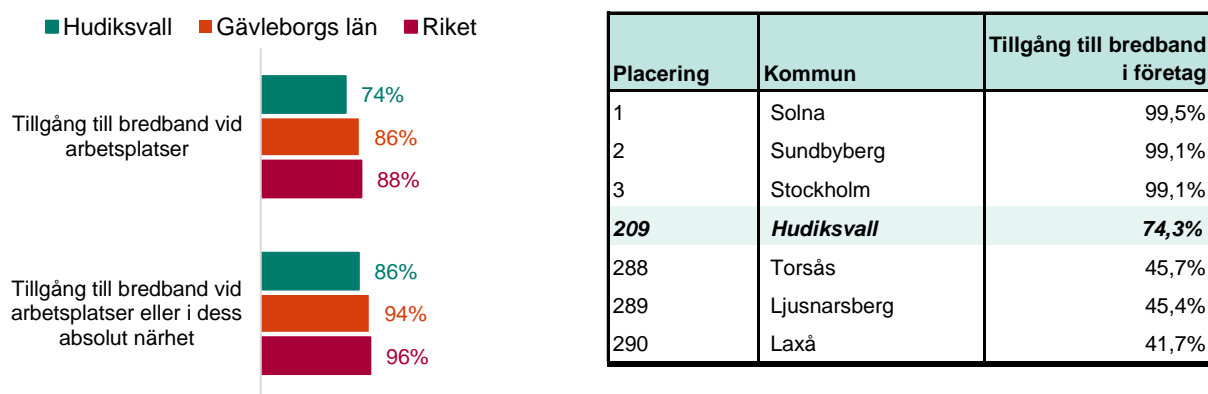 Hudiksvall Gävleborgs län Riket
Tillgång till bredband vid
arbetsplatser
74%
86%
88%
Tillgång till bredband vid
arbetsplatser eller i dess
absolut närhet
86%
94%
96%
Placering Kommun Tillgång till bredband i företag
1 Solna 99,5%
2 Sundbyberg 99,1%
3 Stockholm 99,1%
209 Hudiksvall 74,3%
288 Torsås 45,7%
289 Ljusnarsberg 45,4%
290 Laxå 41,7%